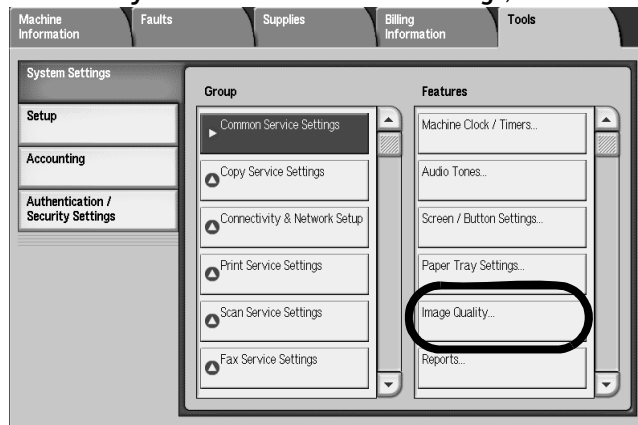 Machine
Information
Faults
Supplies
Billing
Information
Tools
System Settings
Setup
Accounting
Authentication /
Security Settings
Group
Common Service Settings
Copy Service Settings
Connectivity & Network Setup
Print Service Settings
Scan Service Settings
Fax Service Settings
Features
Machine Clock / Timers...
Audio Tones...
Screen / Button Settings...
Paper Tray Settings...
Image Quality...
Reports...